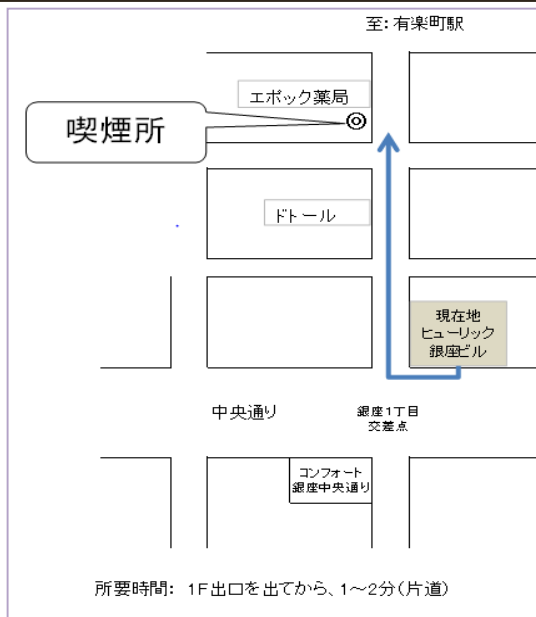 至:有楽町駅
エポック薬局
喫煙所
ドトール
現在地
ヒューリック
銀座ビル
中央通り
銀座1丁目
交差点
コンフォート
銀座中央通り
所要時間: 1F出口を出てから、1～2分(片道)